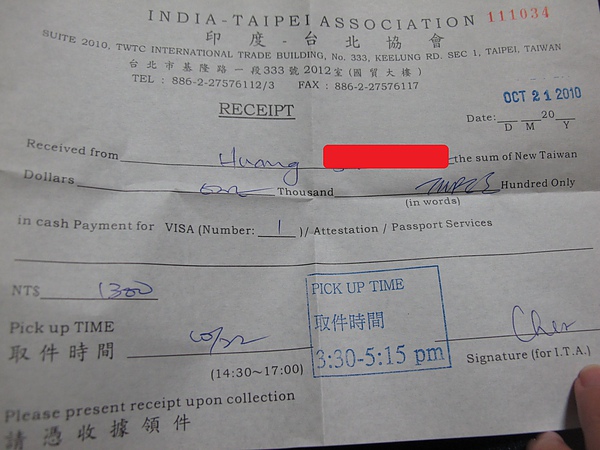 INDIA-TAIPEI ASSOCIATION 111034
印度-台北協會
SUITE 2010, TWTC INTERNATIONAL TRADE BUILDING, No. 333, KEELUNG RD. SEC 1, TAIPEI, TAIWAN
台北市基隆路一段333號2012室(國貿大樓)
TEL : 886-2-27576112/3 FAX : 886-2-27576117
OCT 21 2010
RECEIPT
Date: 20
D M Y
Received from Huang the sum of New Taiwan
Dollars one Thousand Three Hundred Only
(in words)
in cash Payment for VISA (Number: 1 )/ Attestation / Passport Services
NT$ 1300
PICK UP TIME
取件時間
3:30-5:15 pm
Pick up TIME
取件時間 10/22
(14:30~17:00)
Signature (for I.T.A.)
Please present receipt upon collection
請憑收據領件